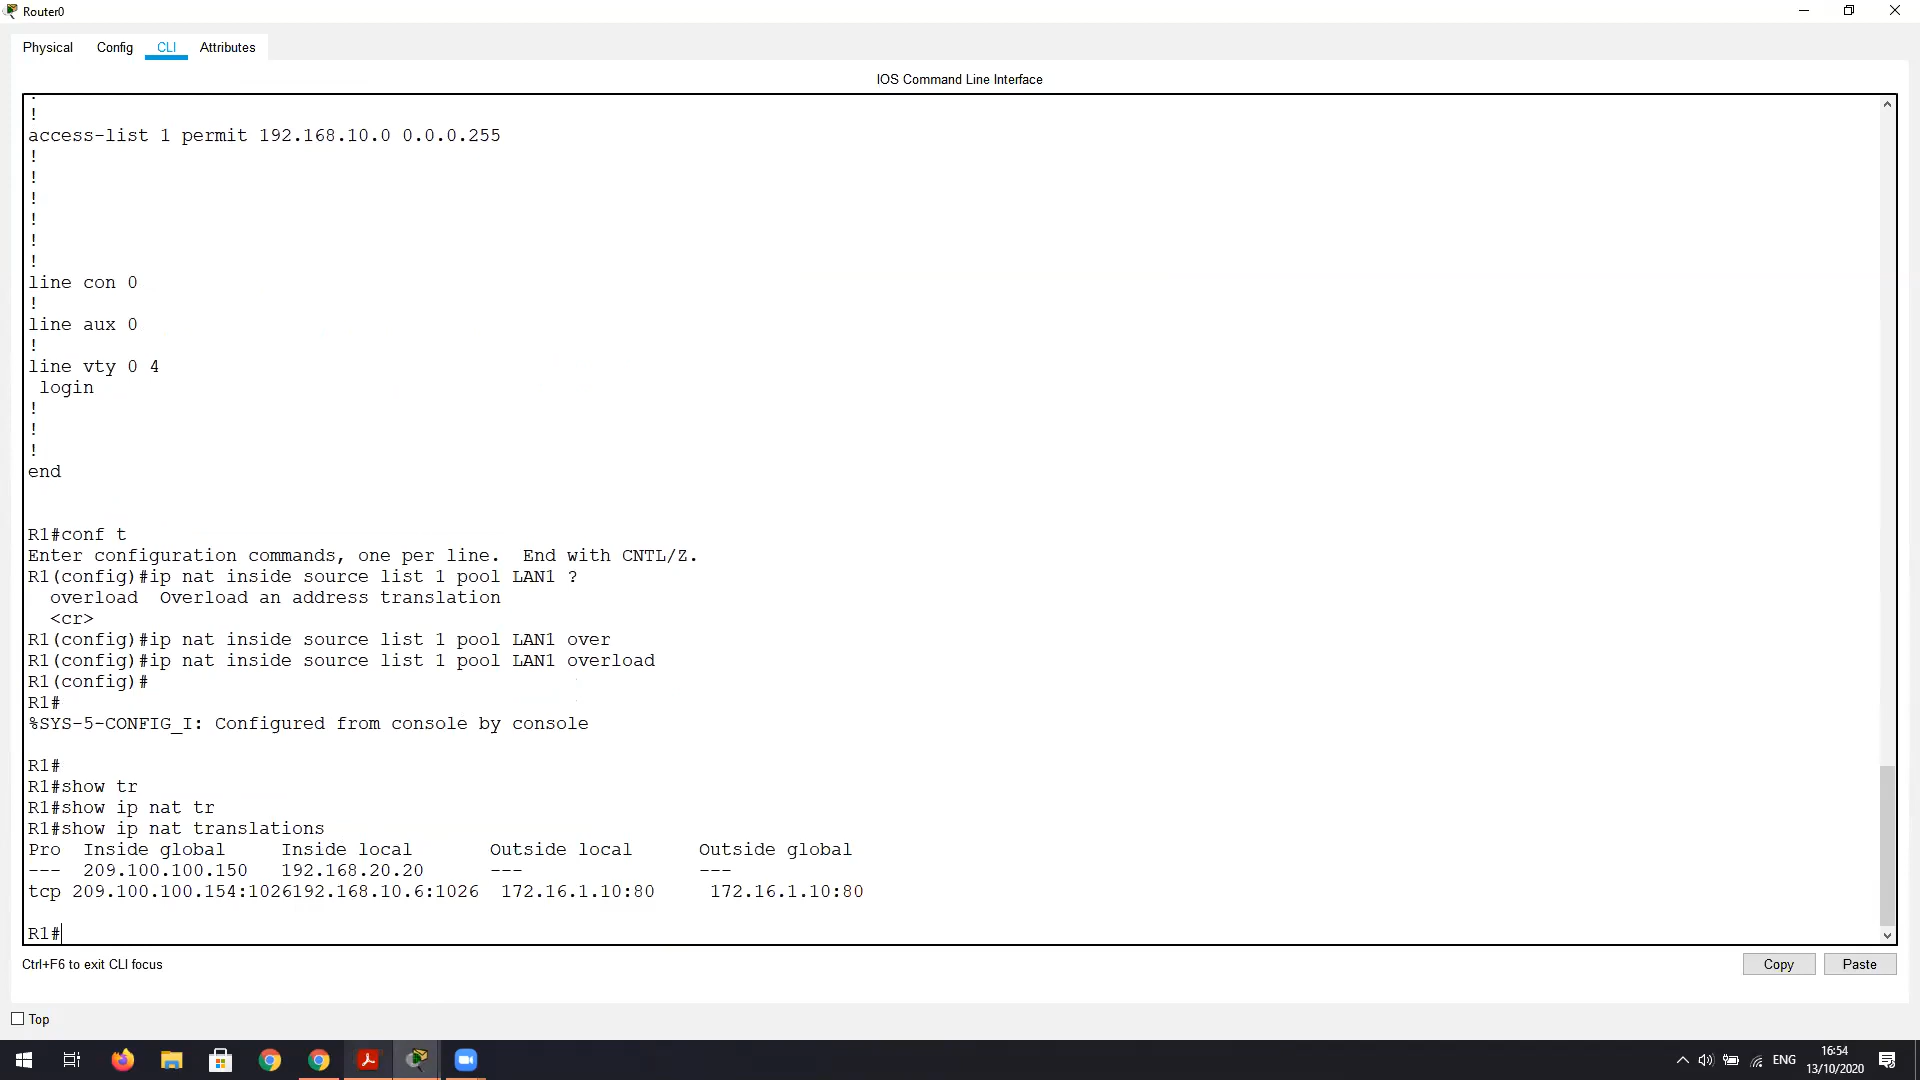 Router0
Physical Config CLI Attributes
IOS Command Line Interface
!
!
access-list 1 permit 192.168.10.0 0.0.0.255
!
!
!
!
!
!
line con 0
!
line aux 0
!
line vty 0 4
login
!
!
!
end
R1#conf t
Enter configuration commands, one per line.  End with CNTL/Z.
R1(config)#ip nat inside source list 1 pool LAN1 ?
overload  Overload an address translation
<cr>
R1(config)#ip nat inside source list 1 pool LAN1 over
R1(config)#ip nat inside source list 1 pool LAN1 overload
R1(config)#
R1#
%SYS-5-CONFIG_I: Configured from console by console
R1#
R1#show tr
R1#show ip nat tr
R1#show ip nat translations
Pro  Inside global     Inside local       Outside local      Outside global
---  209.100.100.150   192.168.20.20      ---                ---
tcp 209.100.100.154:1026192.168.10.6:1026  172.16.1.10:80     172.16.1.10:80
R1#
Ctrl+F6 to exit CLI focus
Copy Paste
Top
ENG
16:54
13/10/2020